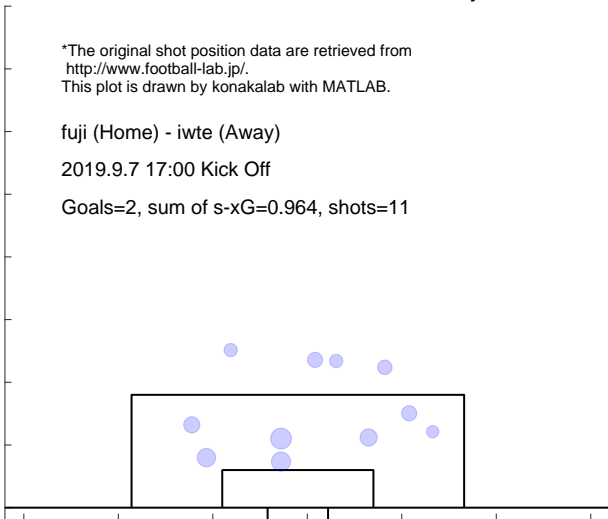 *The original shot position data are retrieved from
http://www.football-lab.jp/.
This plot is drawn by konakalab with MATLAB.
fuji (Home) - iwte (Away)
2019.9.7 17:00 Kick Off
Goals=2, sum of s-xG=0.964, shots=11